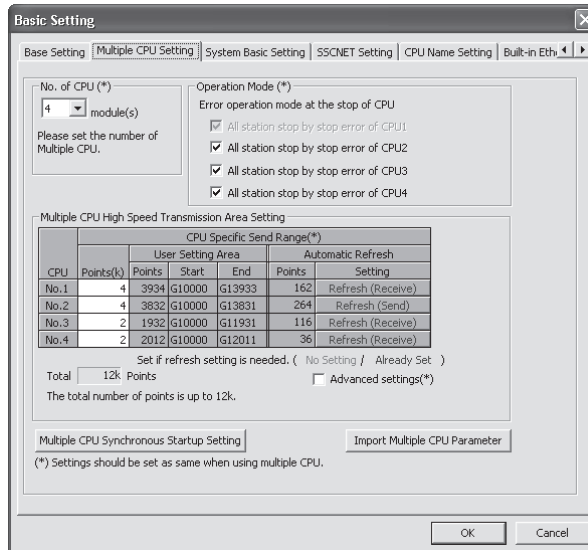 Basic Setting
Base Setting Multiple CPU Setting System Basic Setting SSCNET Setting CPU Name Setting Built-in Eth
No. of CPU (*)
4 module(s)
Please set the number of
Multiple CPU.
Operation Mode (*)
Error operation mode at the stop of CPU
All station stop by stop error of CPU1
All station stop by stop error of CPU2
All station stop by stop error of CPU3
All station stop by stop error of CPU4
Multiple CPU High Speed Transmission Area Setting
CPU Specific Send Range(*)
User Setting Area Automatic Refresh
CPU Points(k) Points Start End Points Setting
No.1 4 3934 G10000 G13933 162 Refresh (Receive)
No.2 4 3832 G10000 G13831 264 Refresh (Send)
No.3 2 1932 G10000 G11931 116 Refresh (Receive)
No.4 2 2012 G10000 G12011 36 Refresh (Receive)
Set if refresh setting is needed. ( No Setting / Already Set )
Total 12k Points
Advanced settings(*)
The total number of points is up to 12k.
Multiple CPU Synchronous Startup Setting Import Multiple CPU Parameter
(*) Settings should be set as same when using multiple CPU.
OK Cancel